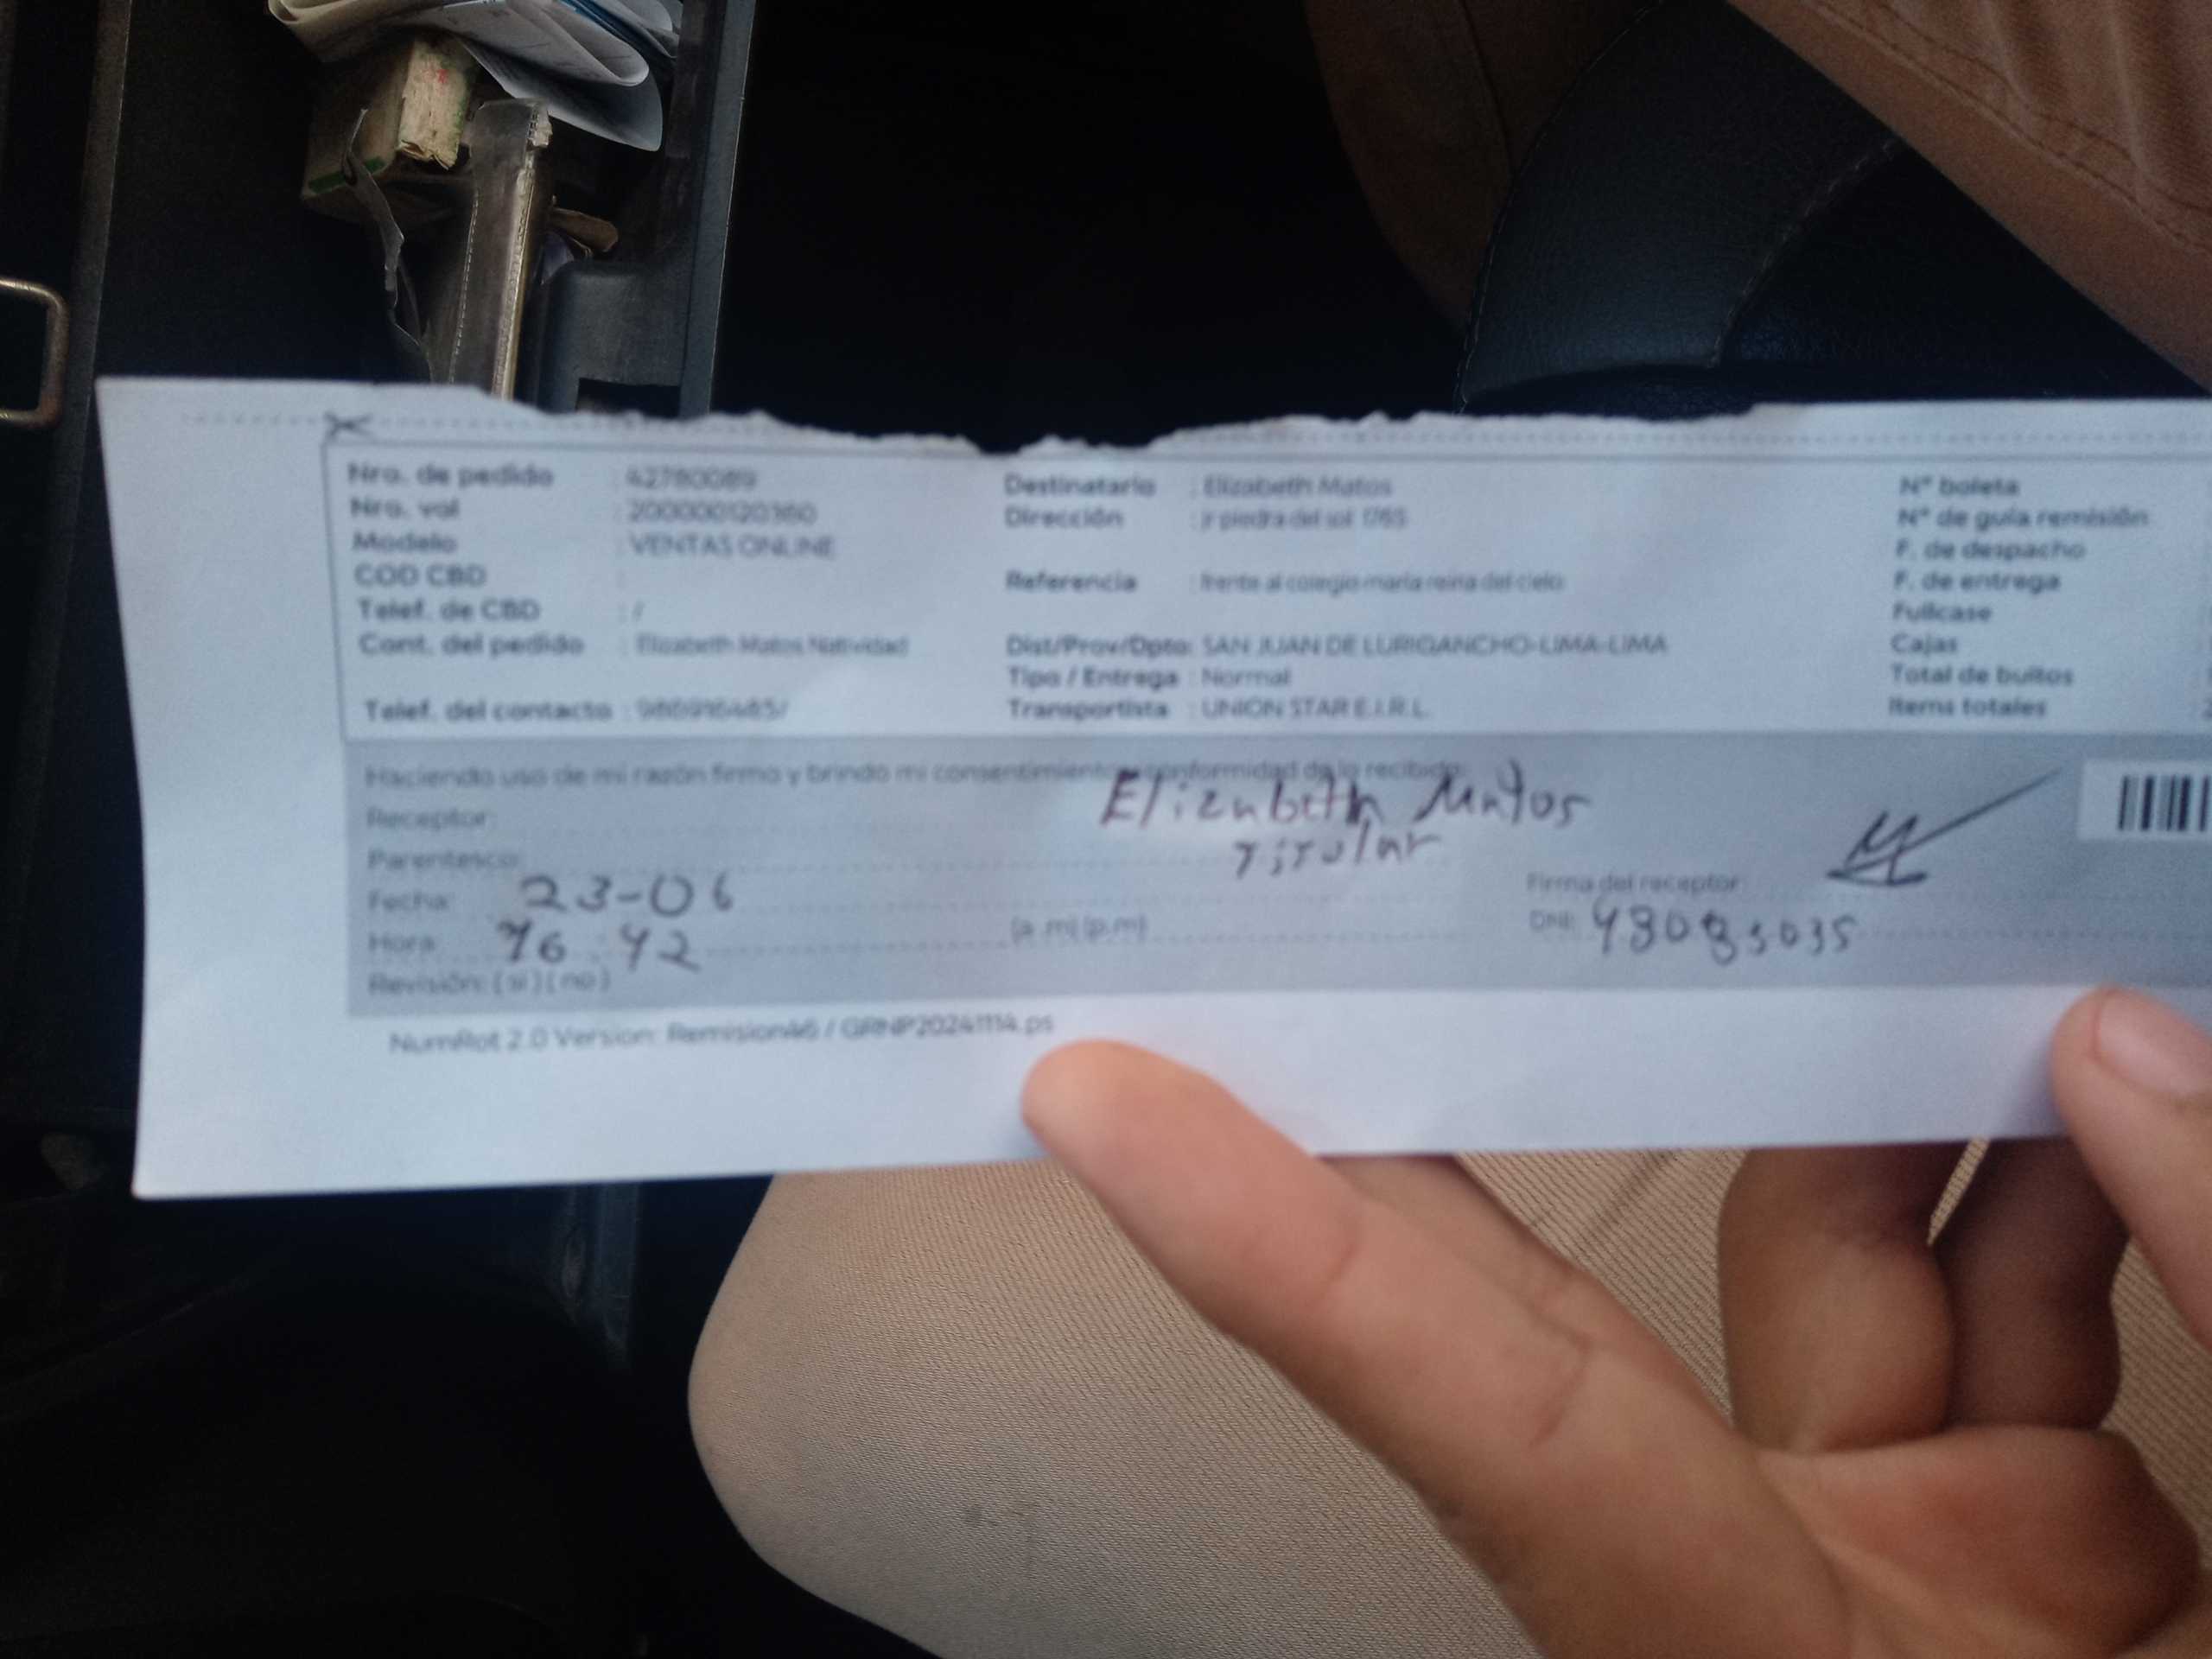 Nro. de pedido : 42780089
Nro. val : 200000120360
Modelo : VENTAS ONLINE
COD CBD :
Telef. de CBD : /
Cont. del pedido : Elizabeth Matos Natividad
Telef. del contacto :
Destinatario : Elizabeth Matos
Dirección : jr piedra del sol 1765
Referencia : frente al colegio maria reina del cielo
Dist/Prov/Dpto: SAN JUAN DE LURIGANCHO-LIMA-LIMA
Tipo / Entrega : Normal
Transportista : UNION STAR E.I.R.L.
N° boleta
N° de guía remisión
F. de despacho
F. de entrega
Fullcase
Cajas
Total de bultos
Items totales
Haciendo uso de mi razón firmo y brindo mi consentimiento y conformidad de lo recibido:
Receptor: Elizabeth Matos
Parentesco: Titular
Fecha: 23-06
Hora: 16:42 (a.m) (p.m)
Revisión: (si) (no)
Firma del receptor:
DNI:
NumRot 2.0 Version: Remision46 / GRNP20241114.ps